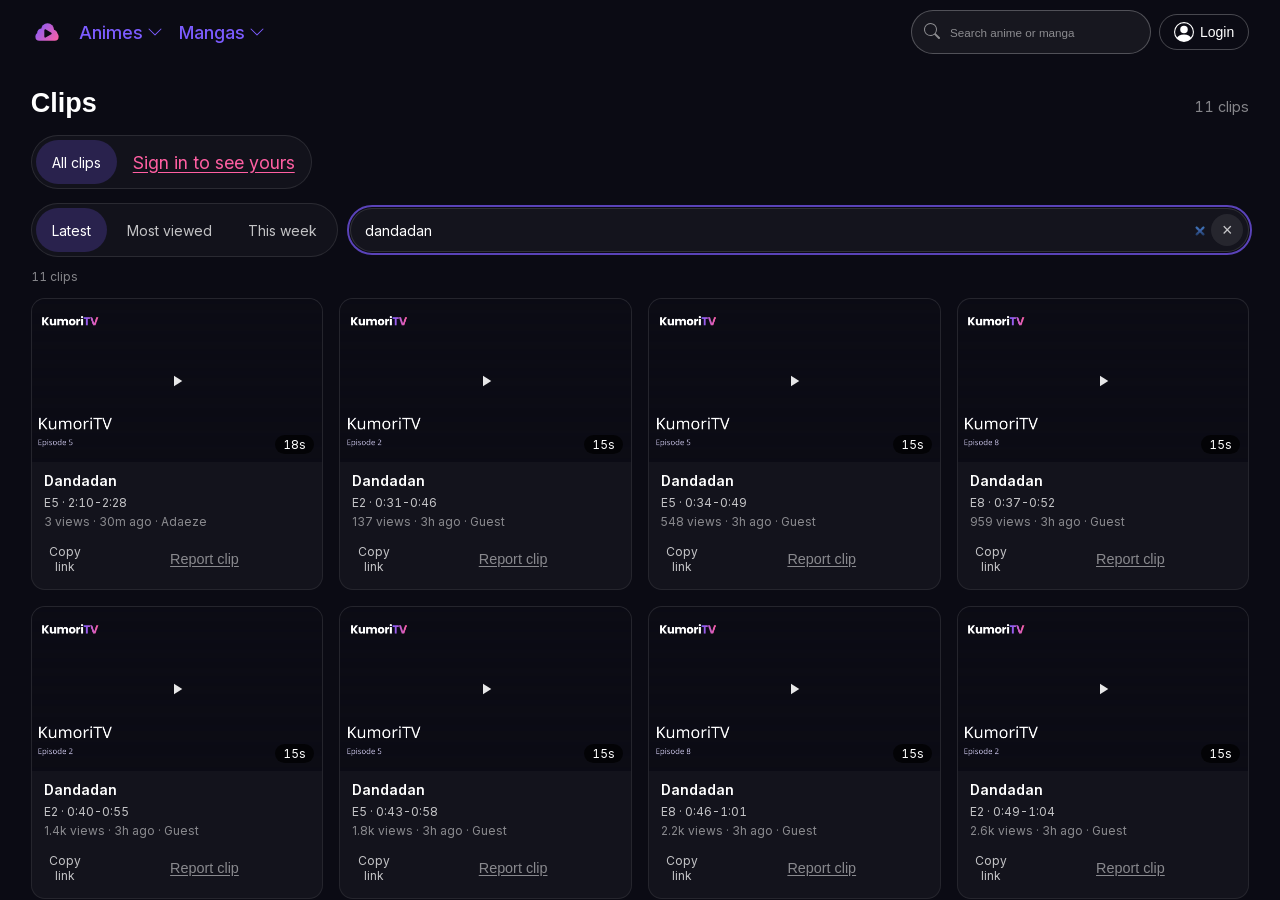 Animes Mangas Search anime or manga Login
Clips 11 clips
All clips Sign in to see yours
Latest Most viewed This week dandadan
11 clips
KumoriTV KumoriTV KumoriTV KumoriTV
KumoriTV KumoriTV KumoriTV KumoriTV
Episode 5 18s Episode 2 15s Episode 5 15s Episode 8 15s
Dandadan Dandadan Dandadan Dandadan
E5 · 2:10-2:28 E2 · 0:31-0:46 E5 · 0:34-0:49 E8 · 0:37-0:52
3 views · 30m ago · Adaeze 137 views · 3h ago · Guest 548 views · 3h ago · Guest 959 views · 3h ago · Guest
Copy link Report clip Copy link Report clip Copy link Report clip Copy link Report clip
KumoriTV KumoriTV KumoriTV KumoriTV
KumoriTV KumoriTV KumoriTV KumoriTV
Episode 2 15s Episode 5 15s Episode 8 15s Episode 2 15s
Dandadan Dandadan Dandadan Dandadan
E2 · 0:40-0:55 E5 · 0:43-0:58 E8 · 0:46-1:01 E2 · 0:49-1:04
1.4k views · 3h ago · Guest 1.8k views · 3h ago · Guest 2.2k views · 3h ago · Guest 2.6k views · 3h ago · Guest
Copy link Report clip Copy link Report clip Copy link Report clip Copy link Report clip